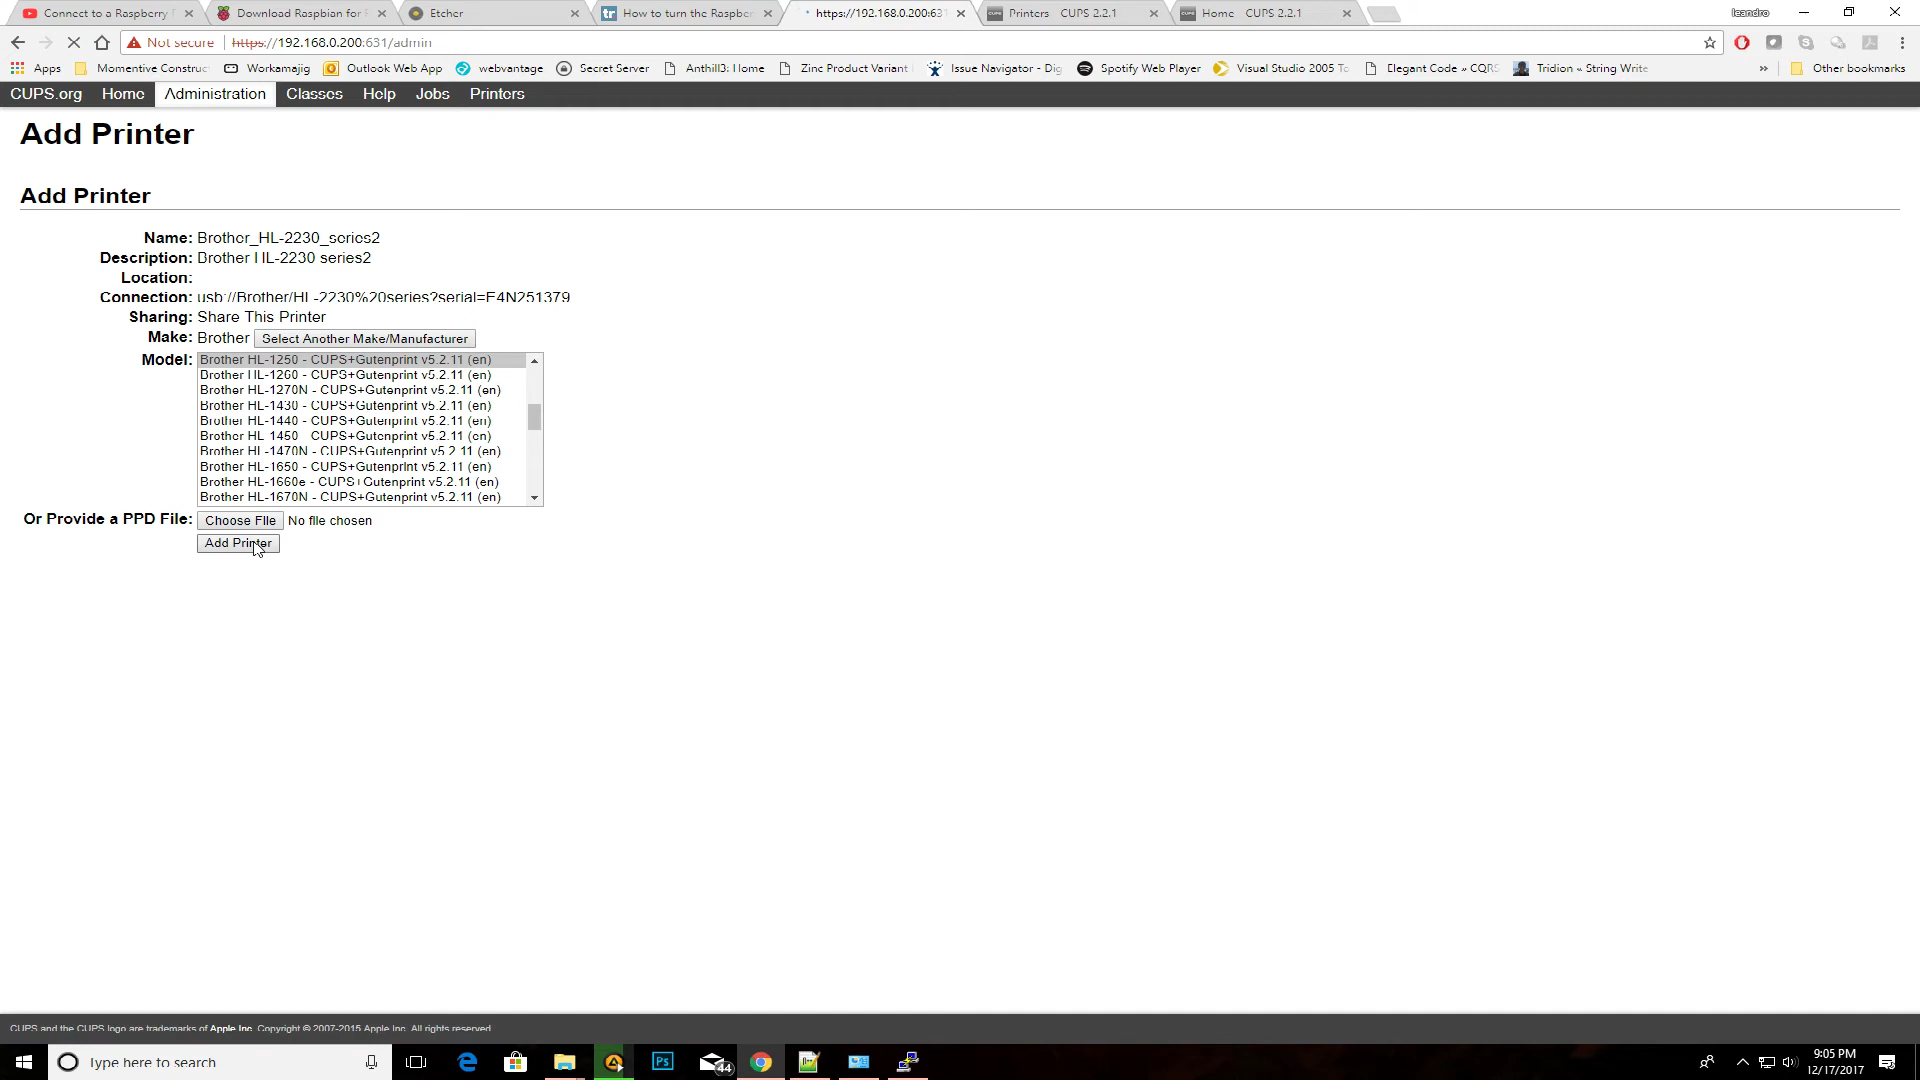 Connect to a Raspberry
Download Raspbian for
Etcher
How to turn the Raspber
https://192.168.0.200:631
Printers - CUPS 2.2.1
Home - CUPS 2.2.1
leandro
Not secure | https://192.168.0.200:631/admin
Apps
Momentive Construc
Workamajig
Outlook Web App
webvantage
Secret Server
Anthill3: Home
Zinc Product Variant
Issue Navigator - Dig
Spotify Web Player
Visual Studio 2005 To
Elegant Code » CQRS
Tridion « String Write
»
Other bookmarks
CUPS.org Home Administration Classes Help Jobs Printers
Add Printer
Add Printer
Name: Brother_HL-2230_series2
Description: Brother HL-2230 series2
Location:
Connection: usb://Brother/HL-2230%20series?serial=E4N251379
Sharing: Share This Printer
Make: Brother Select Another Make/Manufacturer
Model: Brother HL-1250 - CUPS+Gutenprint v5.2.11 (en)
Brother HL-1260 - CUPS+Gutenprint v5.2.11 (en)
Brother HL-1270N - CUPS+Gutenprint v5.2.11 (en)
Brother HL-1430 - CUPS+Gutenprint v5.2.11 (en)
Brother HL-1440 - CUPS+Gutenprint v5.2.11 (en)
Brother HL-1450 - CUPS+Gutenprint v5.2.11 (en)
Brother HL-1470N - CUPS+Gutenprint v5.2.11 (en)
Brother HL-1650 - CUPS+Gutenprint v5.2.11 (en)
Brother HL-1660e - CUPS+Gutenprint v5.2.11 (en)
Brother HL-1670N - CUPS+Gutenprint v5.2.11 (en)
Or Provide a PPD File: Choose File No file chosen
Add Printer
CUPS and the CUPS logo are trademarks of Apple Inc. Copyright © 2007-2015 Apple Inc. All rights reserved.
Type here to search
Ps
44
9:05 PM
12/17/2017